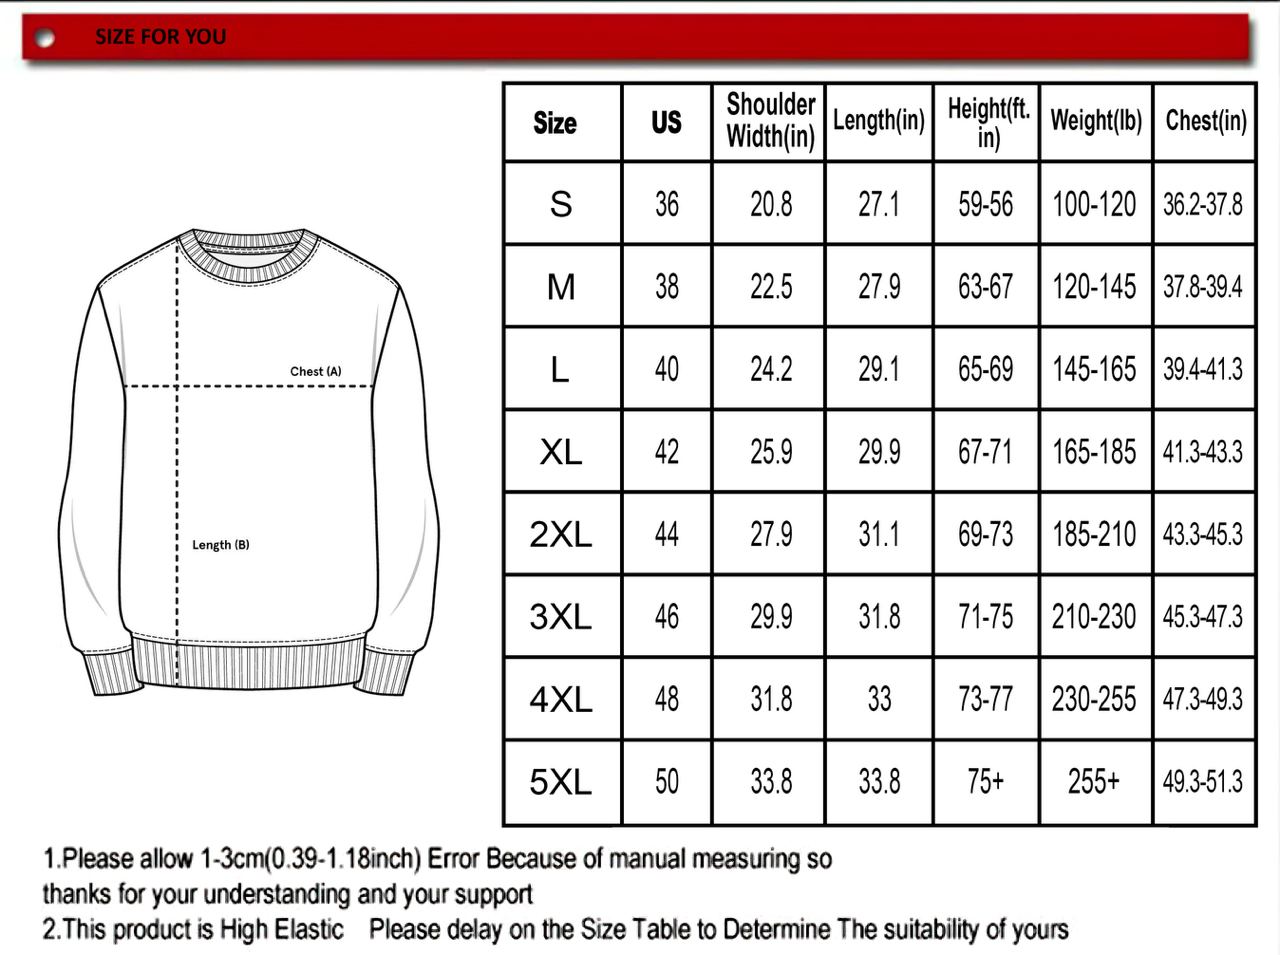 SIZE FOR YOU
Size US Shoulder Width(in) Length(in) Height(ft. in) Weight(lb) Chest(in)
S 36 20.8 27.1 59-56 100-120 36.2-37.8
M 38 22.5 27.9 63-67 120-145 37.8-39.4
L 40 24.2 29.1 65-69 145-165 39.4-41.3
XL 42 25.9 29.9 67-71 165-185 41.3-43.3
2XL 44 27.9 31.1 69-73 185-210 43.3-45.3
3XL 46 29.9 31.8 71-75 210-230 45.3-47.3
4XL 48 31.8 33 73-77 230-255 47.3-49.3
5XL 50 33.8 33.8 75+ 255+ 49.3-51.3
Chest (A)
Length (B)
1.Please allow 1-3cm(0.39-1.18inch) Error Because of manual measuring so
thanks for your understanding and your support
2.This product is High Elastic Please delay on the Size Table to Determine The suitability of yours